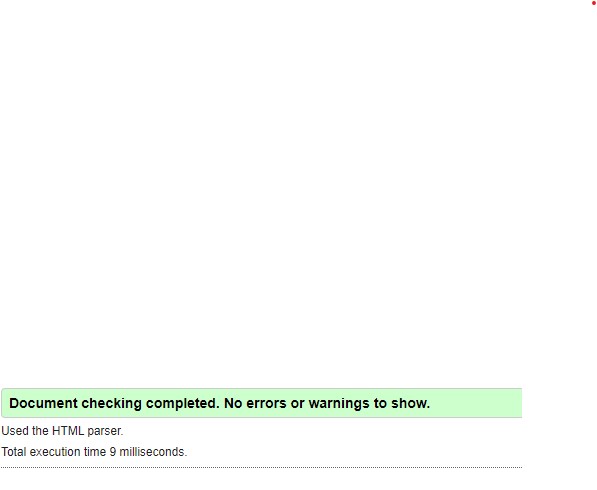 Document checking completed. No errors or warnings to show.
Used the HTML parser.
Total execution time 9 milliseconds.